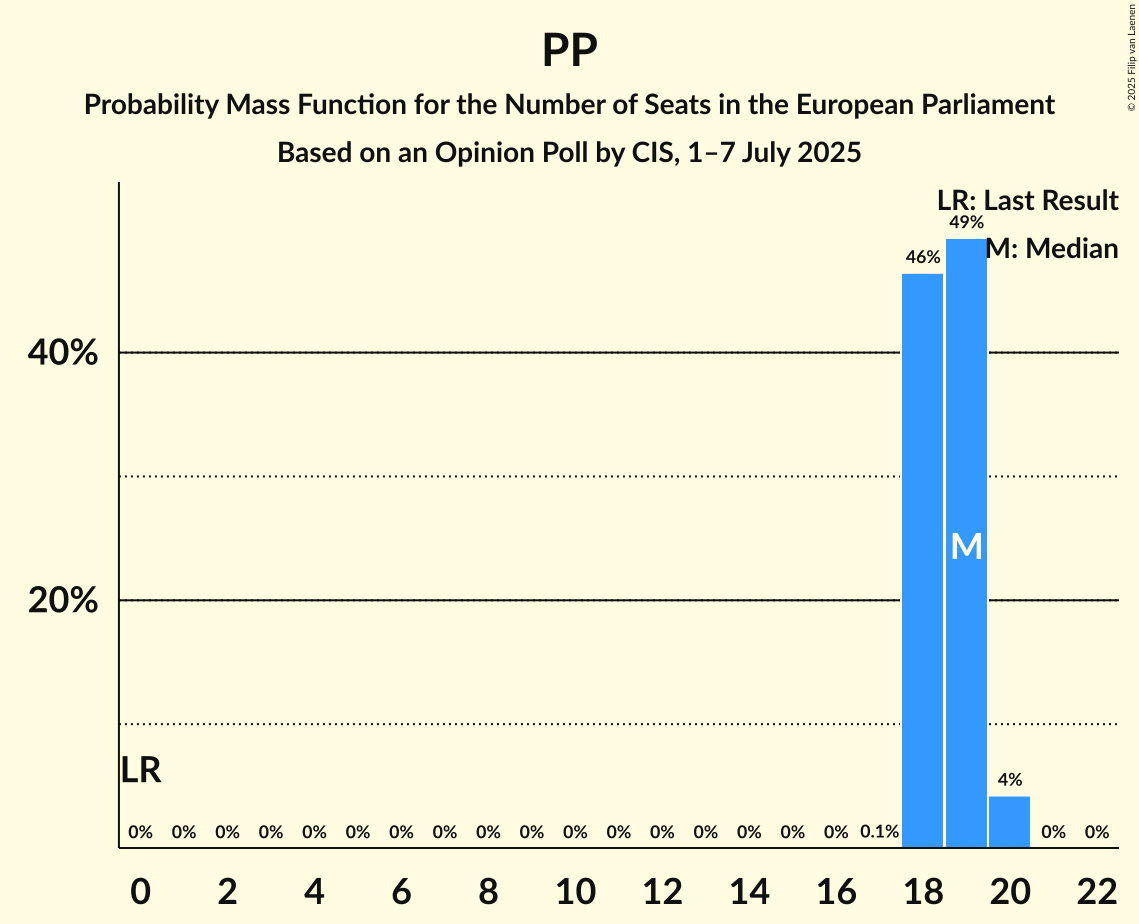 PP
Probability Mass Function for the Number of Seats in the European Parliament
Based on an Opinion Poll by CIS, 1–7 July 2025
© 2025 Filip van Laenen
LR: Last Result
M: Median
49%
46%
40%
M
20%
LR
4%
0% 0% 0% 0% 0% 0% 0% 0% 0% 0% 0% 0% 0% 0% 0% 0% 0% 0.1% 0% 0%
0 2 4 6 8 10 12 14 16 18 20 22